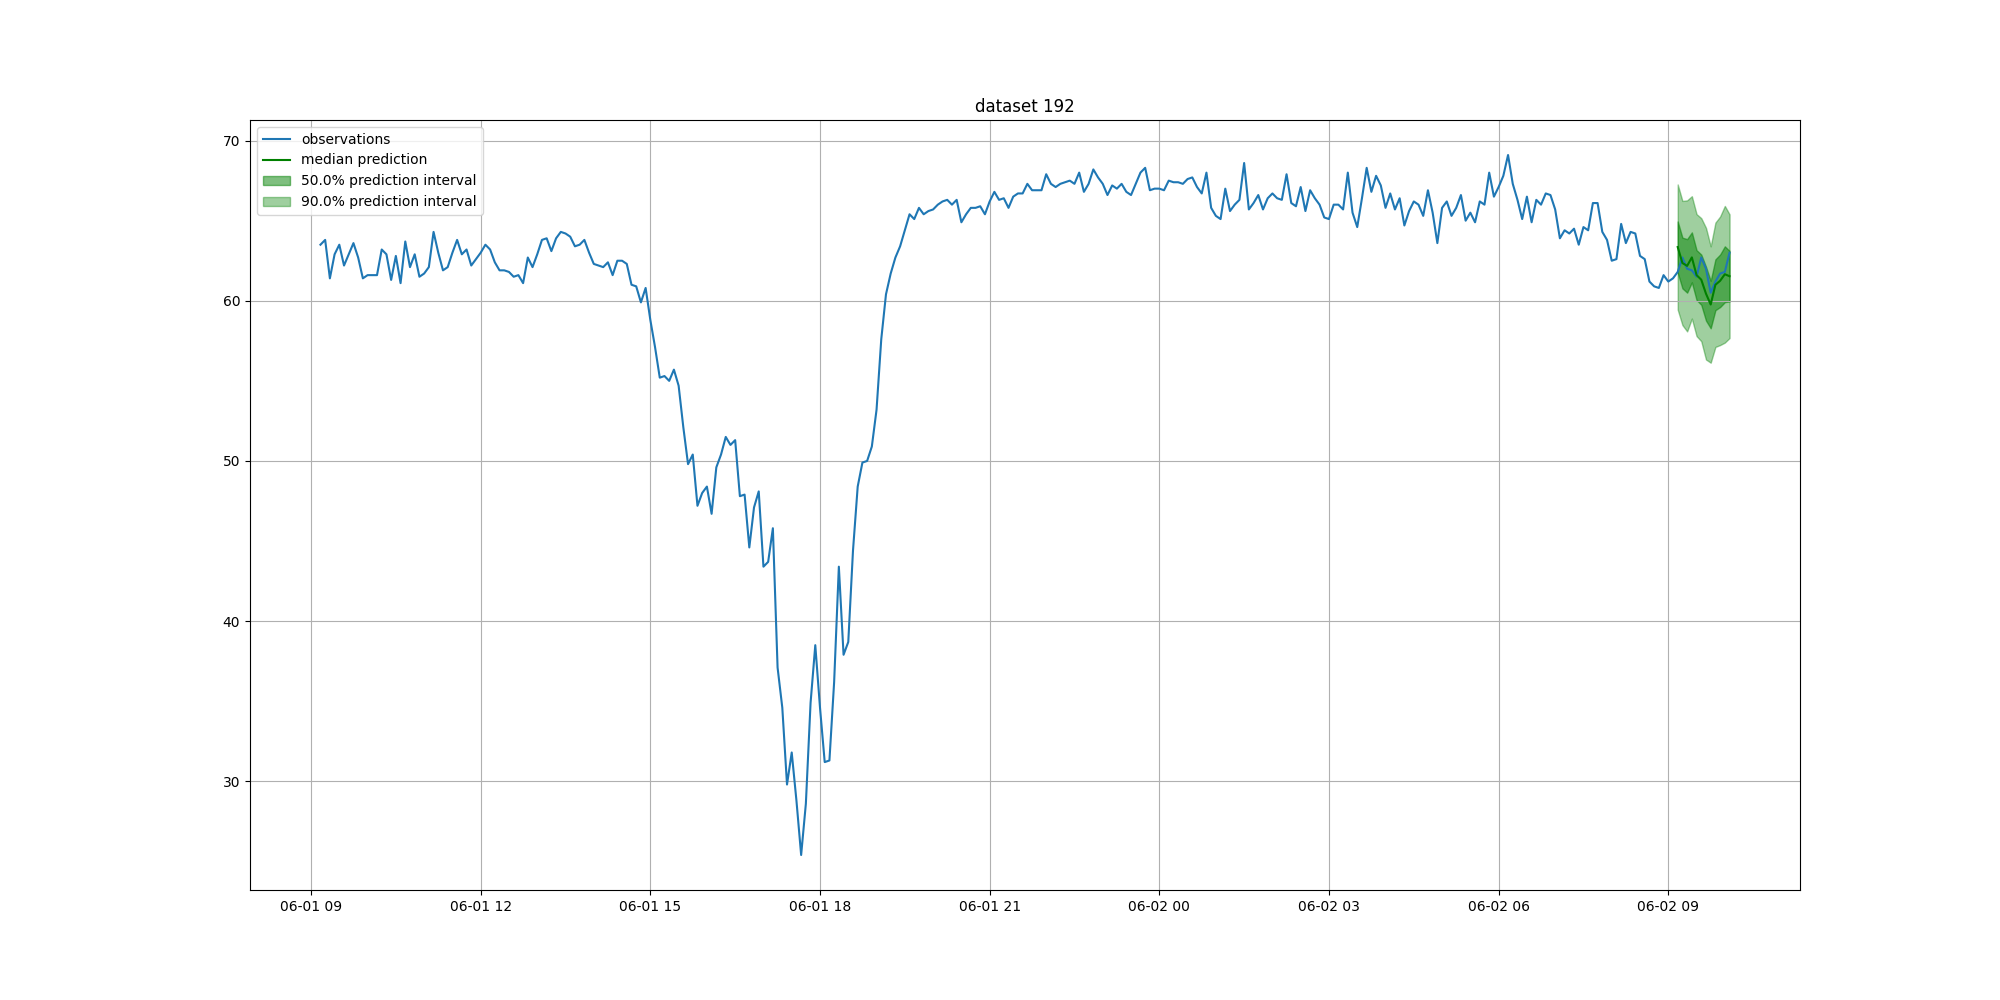 dataset 192
observations
median prediction
50.0% prediction interval
90.0% prediction interval
70
60
50
40
30
06-01 09 06-01 12 06-01 15 06-01 18 06-01 21 06-02 00 06-02 03 06-02 06 06-02 09